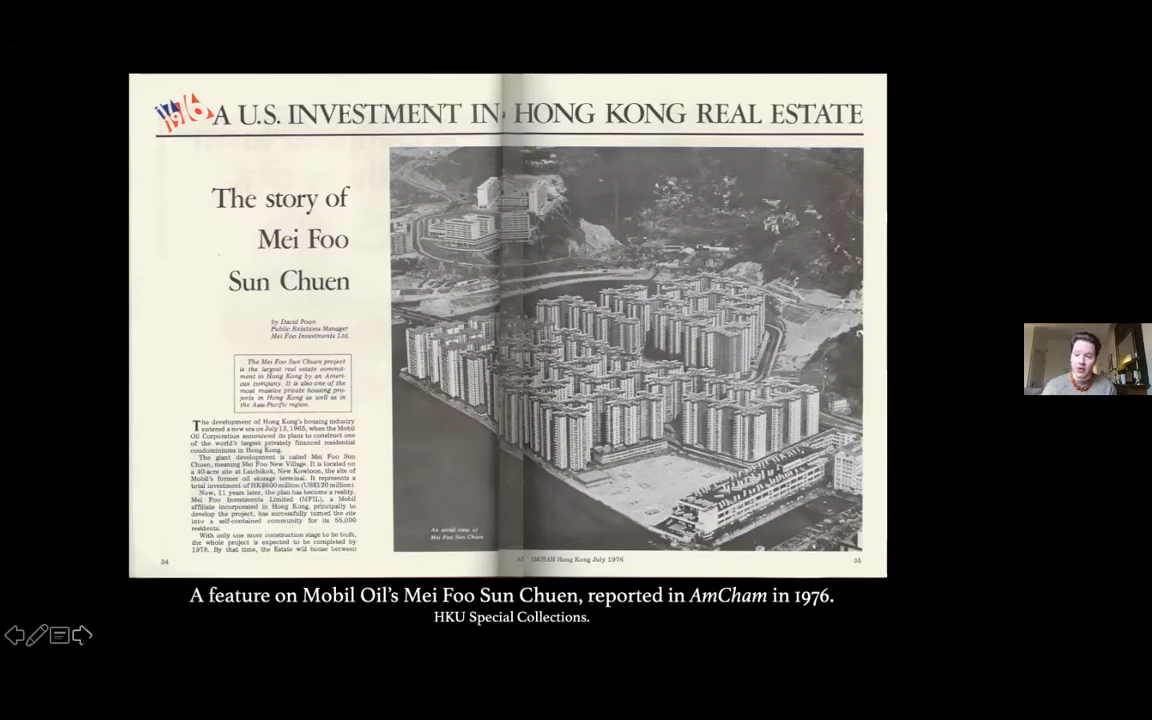 1776
1976
A U.S. INVESTMENT IN HONG KONG REAL ESTATE
The story of
Mei Foo
Sun Chuen
by David Poon
Public Relations Manager
Mei Foo Investments Ltd.
The Mei Foo Sun Chuen project
is the largest real estate commit-
ment in Hong Kong by an Ameri-
can company. It is also one of the
most massive private housing pro-
jects in Hong Kong as well as in
the Asia-Pacific region.
The development of Hong Kong's housing industry
entered a new era on July 13, 1965, when the Mobil
Oil Corporation announced its plans to construct one
of the world's largest privately financed residential
condominiums in Hong Kong.
The giant development is called Mei Foo Sun
Chuen, meaning Mei Foo New Village. It is located on
a 40-acre site at Laichikok, New Kowloon, the site of
Mobil's former oil storage terminal. It represents a
total investment of HK$600 million (US$120 million).
Now, 11 years later, the plan has become a reality.
Mei Foo Investments Limited (MFIL), a Mobil
affiliate incorporated in Hong Kong, principally to
develop the project, has successfully turned the site
into a self-contained community for its 55,000
residents.
With only one more construction stage to be built,
the whole project is expected to be completed by
1978. By that time, the Estate will house between
An aerial view of
Mei Foo Sun Chuen.
34
AMCHAM Hong Kong July 1976
35
A feature on Mobil Oil's Mei Foo Sun Chuen, reported in AmCham in 1976.
HKU Special Collections.